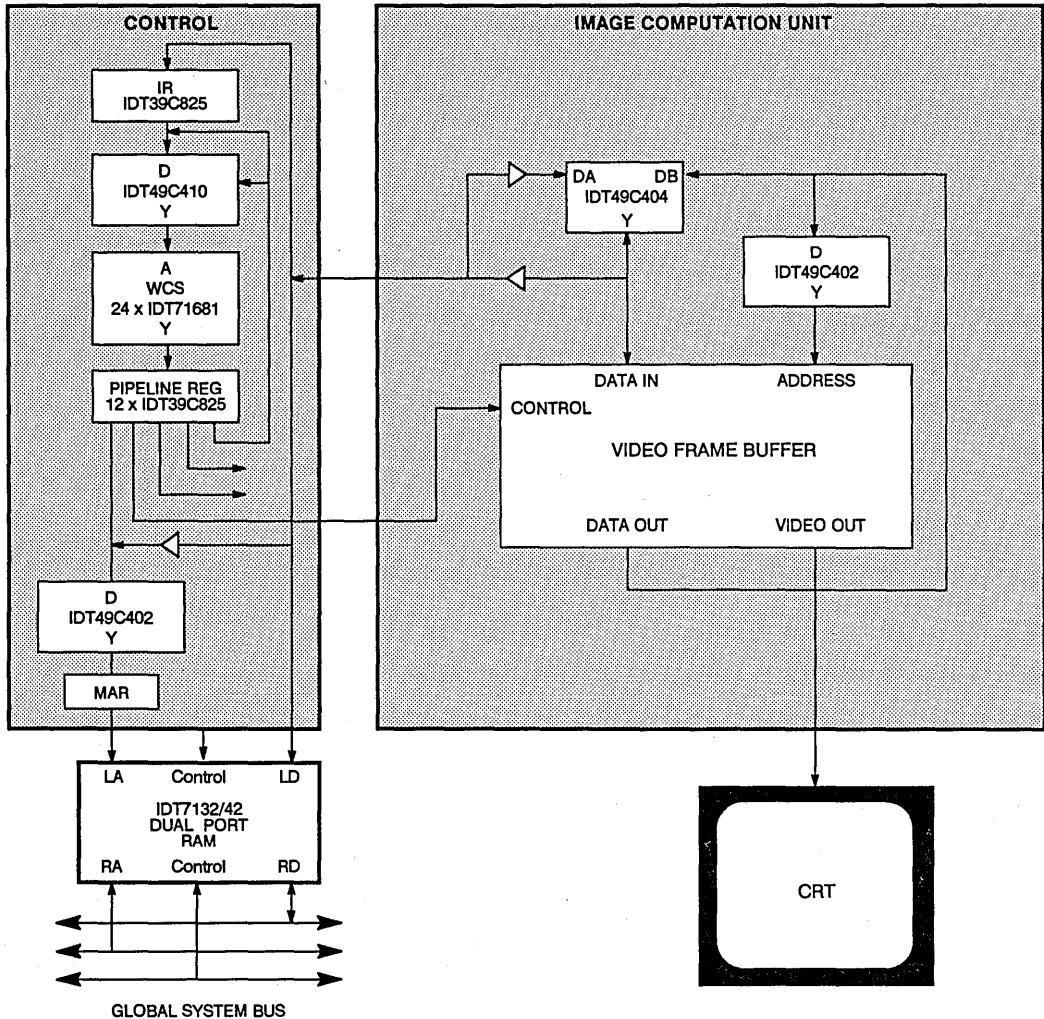 CONTROL
IR
IDT39C825
D
IDT49C410
Y
A
WCS
24 x IDT71681
Y
PIPELINE REG
12 x IDT39C825
D
IDT49C402
Y
MAR
LA Control LD
IDT7132/42
DUAL PORT
RAM
RA Control RD
GLOBAL SYSTEM BUS
IMAGE COMPUTATION UNIT
DA DB
IDT49C404
Y
D
IDT49C402
Y
DATA IN ADDRESS
CONTROL
VIDEO FRAME BUFFER
DATA OUT VIDEO OUT
CRT